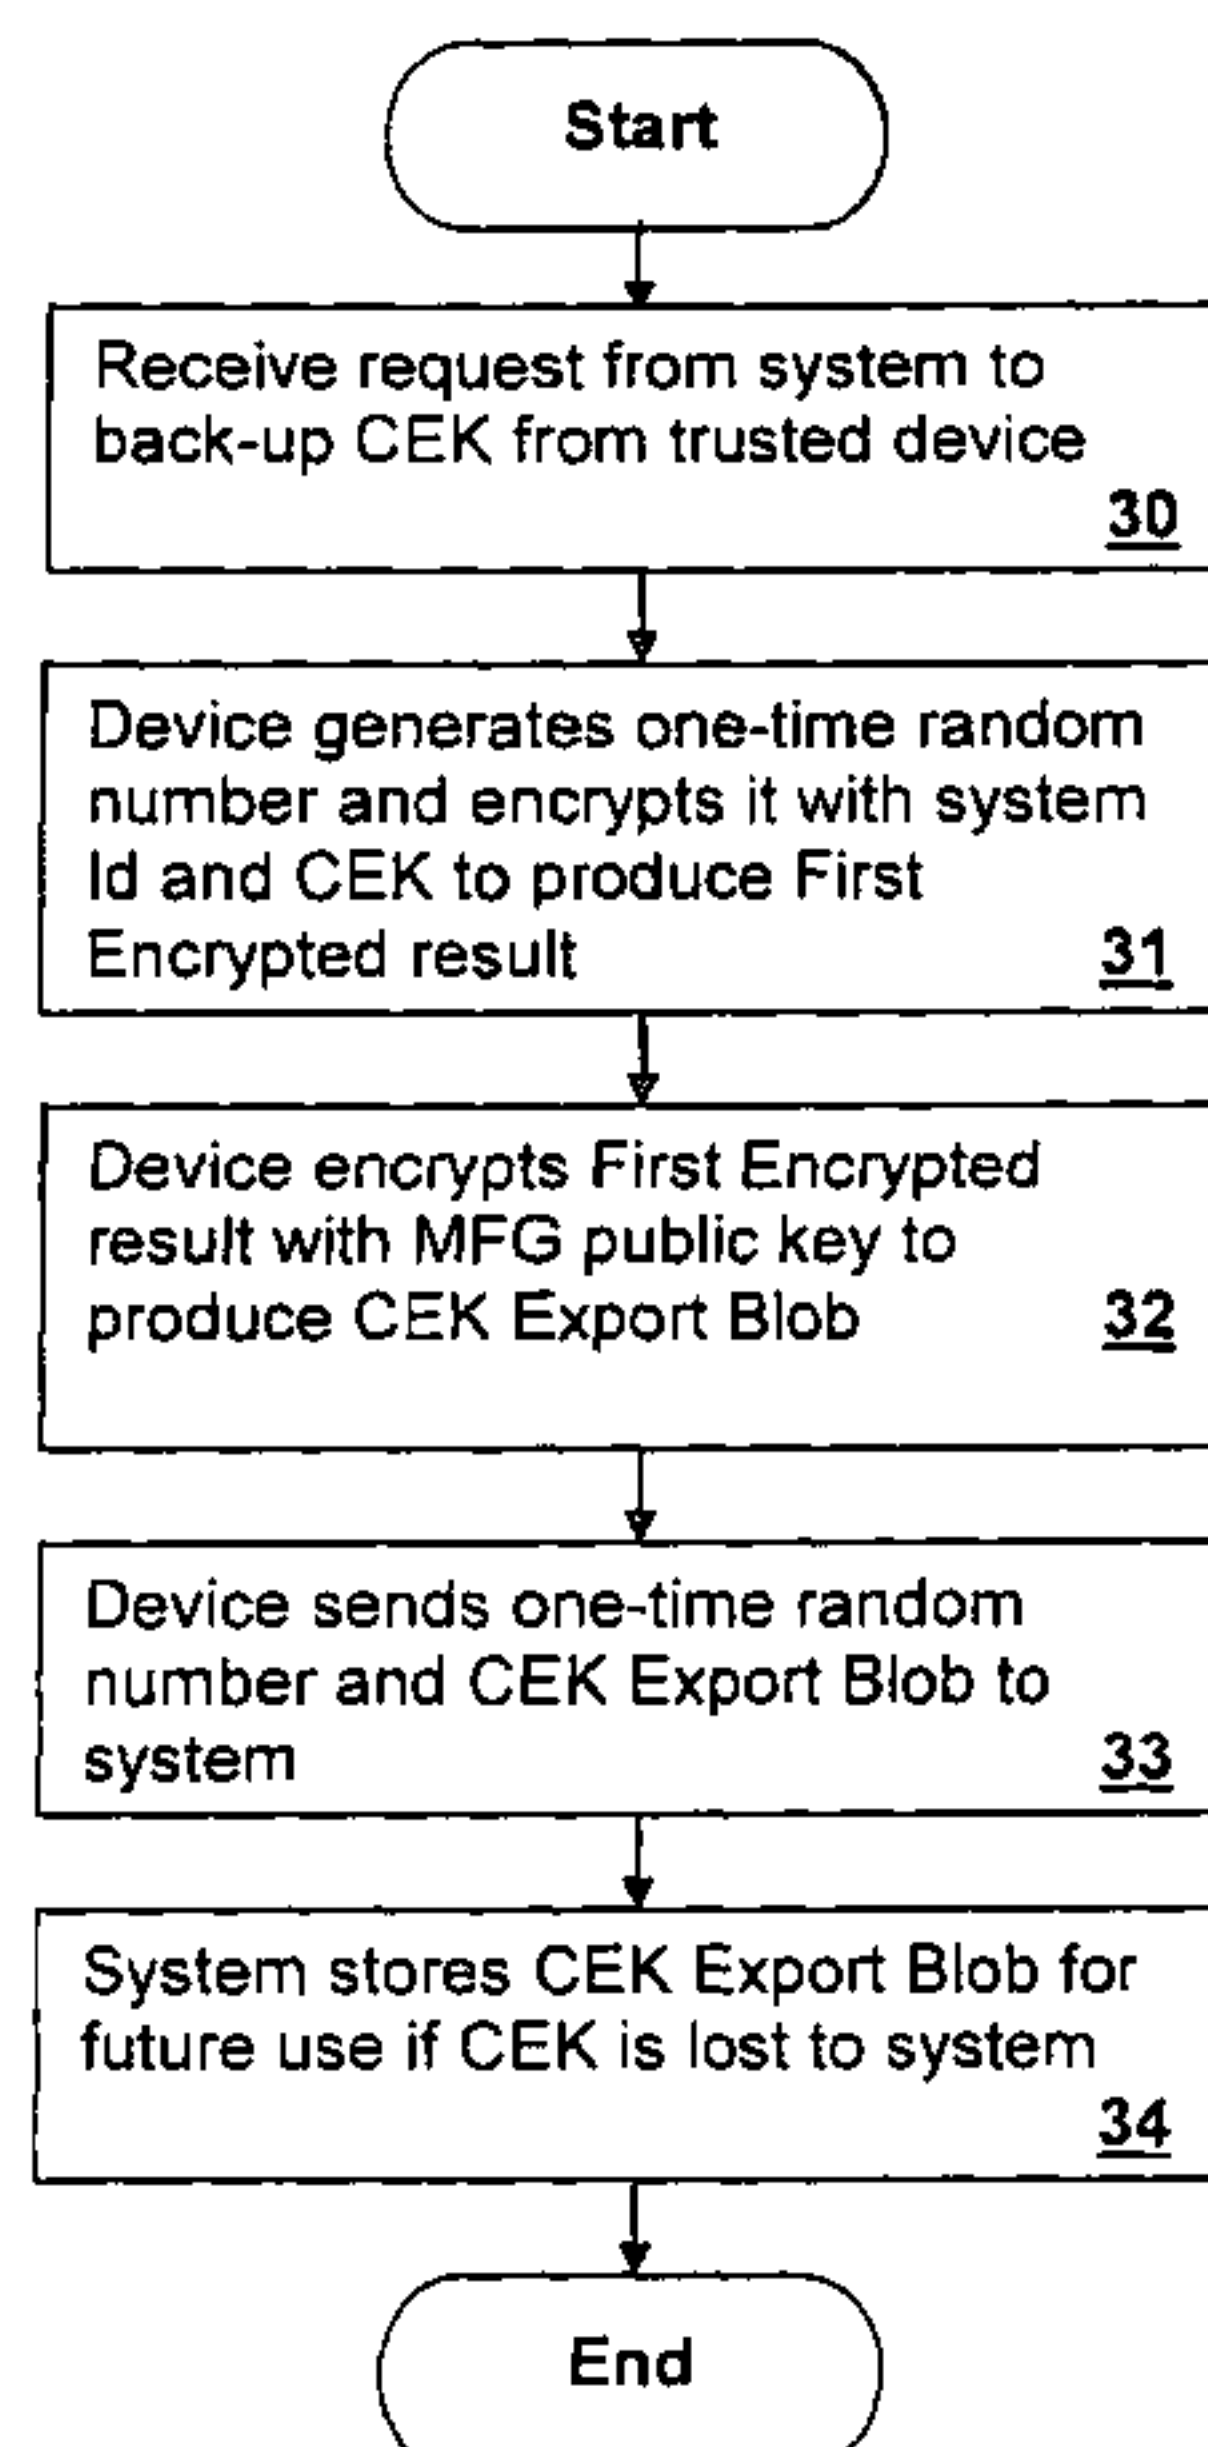 Start
Receive request from system to
back-up CEK from trusted device
30
Device generates one-time random
number and encrypts it with system
Id and CEK to produce First
Encrypted result 31
Device encrypts First Encrypted
result with MFG public key to
produce CEK Export Blob 32
Device sends one-time random
number and CEK Export Blob to
system 33
System stores CEK Export Blob for
future use if CEK is lost to system
34
End